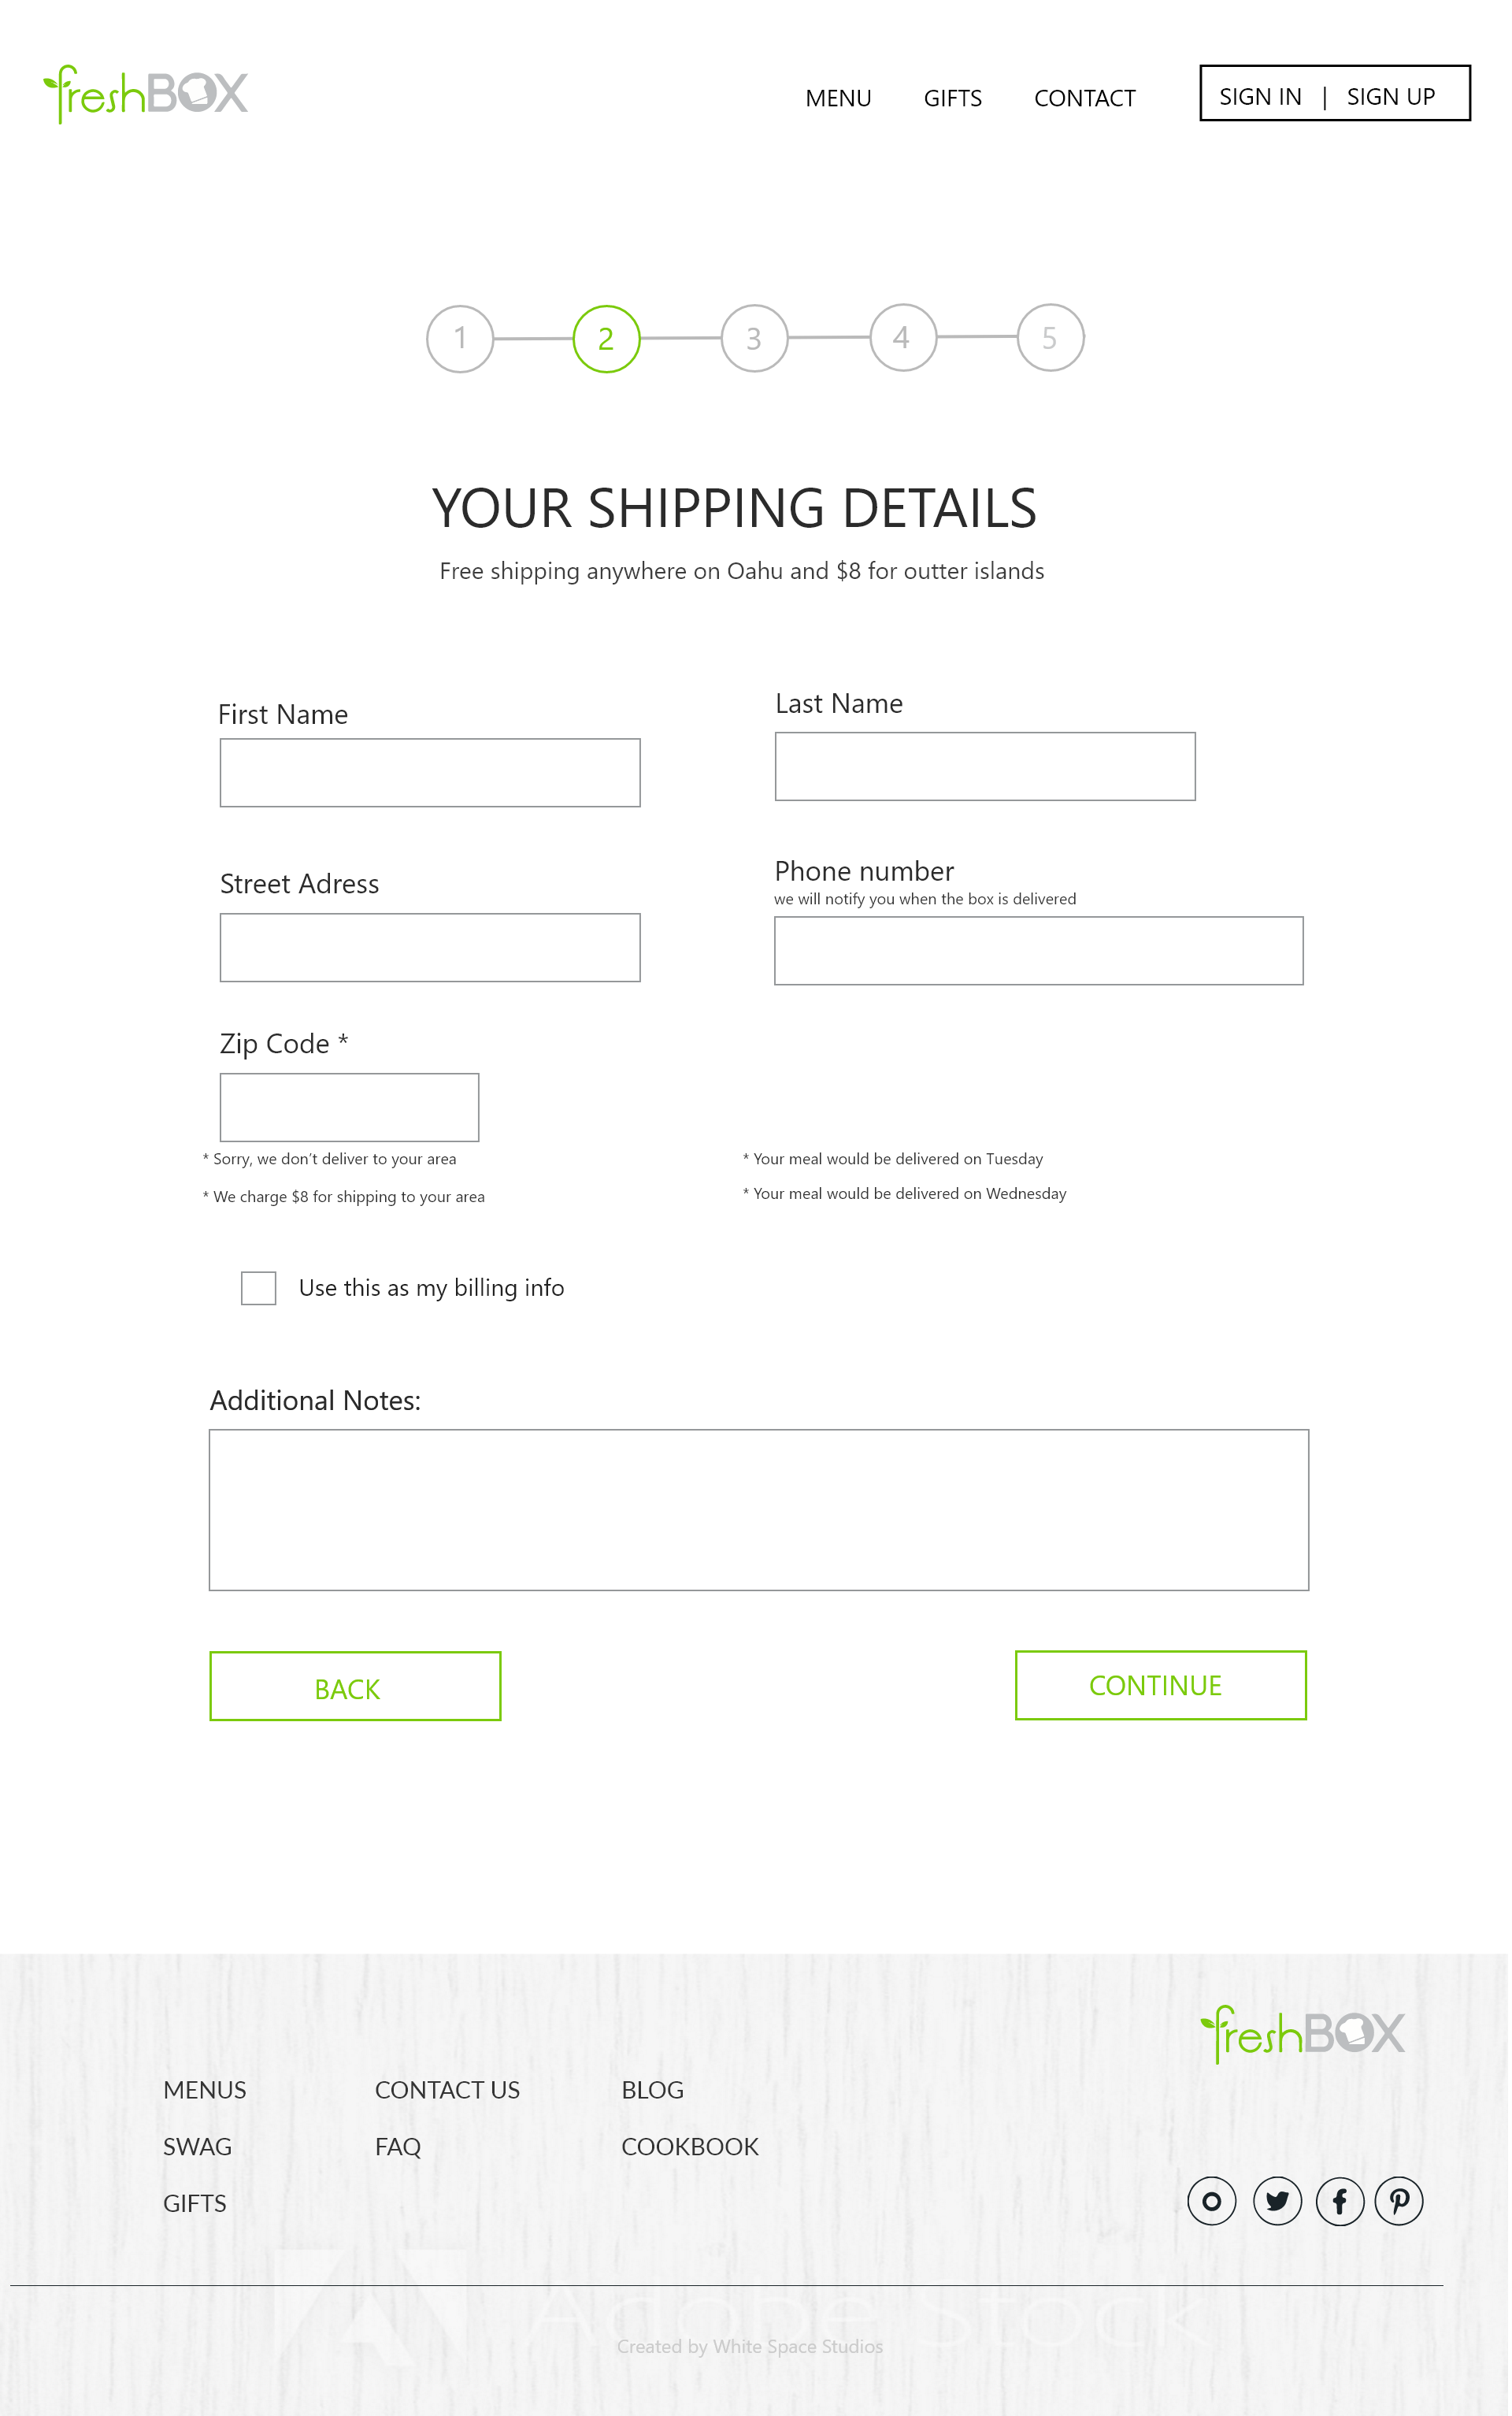 freshBOX
MENU GIFTS CONTACT SIGN IN | SIGN UP
1 2 3 4 5
YOUR SHIPPING DETAILS
Free shipping anywhere on Oahu and $8 for outter islands
First Name
Last Name
Street Adress
Phone number
we will notify you when the box is delivered
Zip Code *
* Sorry, we don't deliver to your area
* We charge $8 for shipping to your area
* Your meal would be delivered on Tuesday
* Your meal would be delivered on Wednesday
Use this as my billing info
Additional Notes:
BACK
CONTINUE
freshBOX
MENUS CONTACT US BLOG
SWAG FAQ COOKBOOK
GIFTS
Adobe Stock
Created by White Space Studios